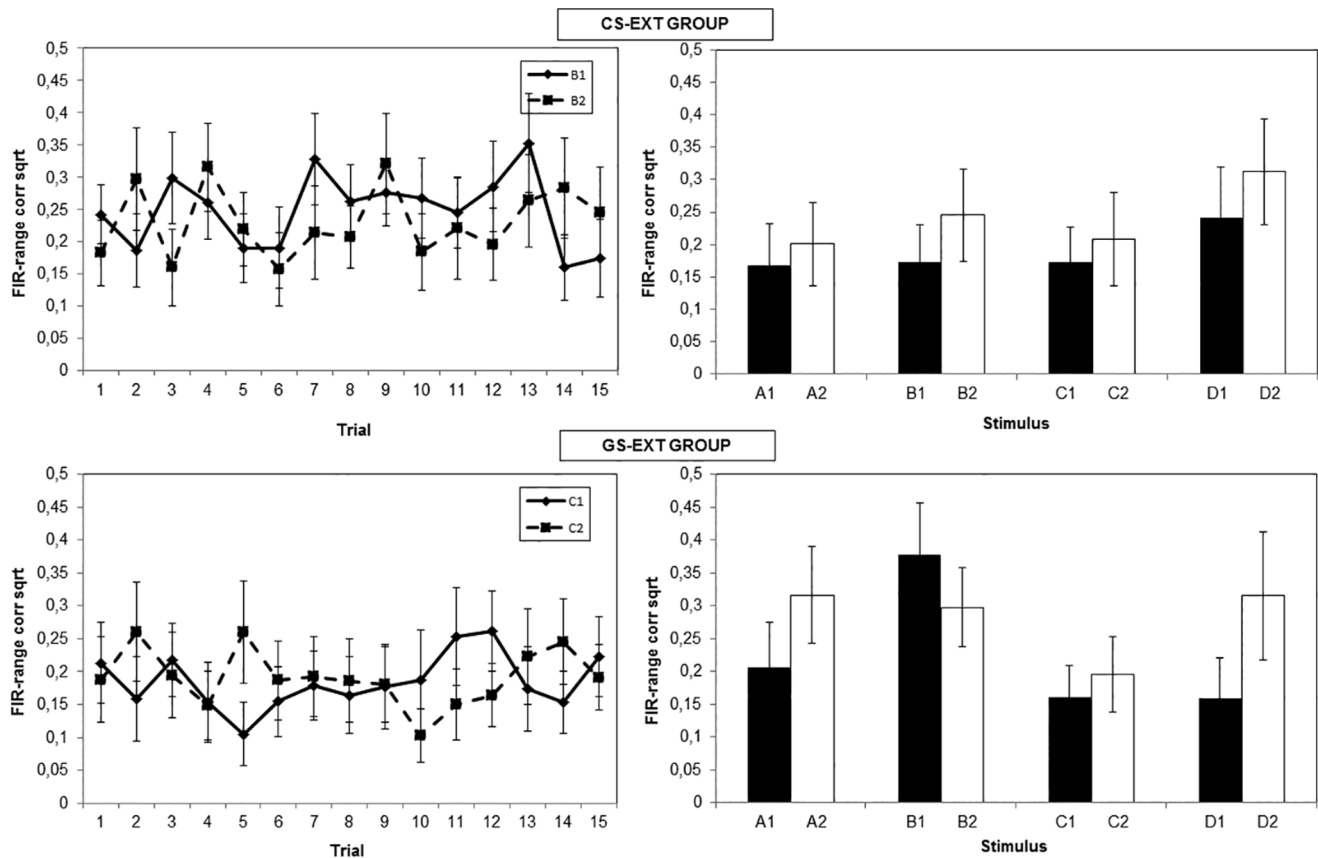 CS-EXT GROUP
0,5
0,45
0,4
0,35
0,3
0,25
0,2
0,15
0,1
0,05
0
FIR-range corr sqrt
B1
B2
1 2 3 4 5 6 7 8 9 10 11 12 13 14 15
Trial
0,5
0,45
0,4
0,35
0,3
0,25
0,2
0,15
0,1
0,05
0
FIR-range corr sqrt
A1 A2 B1 B2 C1 C2 D1 D2
Stimulus
GS-EXT GROUP
0,5
0,45
0,4
0,35
0,3
0,25
0,2
0,15
0,1
0,05
0
FIR-range corr sqrt
C1
C2
1 2 3 4 5 6 7 8 9 10 11 12 13 14 15
Trial
0,5
0,45
0,4
0,35
0,3
0,25
0,2
0,15
0,1
0,05
0
FIR-range corr sqrt
A1 A2 B1 B2 C1 C2 D1 D2
Stimulus